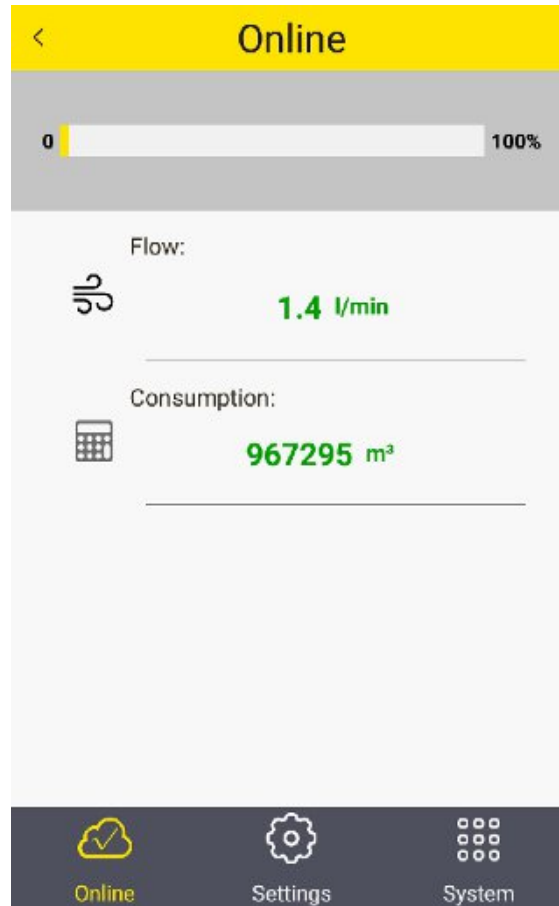 Online
0 100%
Flow:
1.4 l/min
Consumption:
967295 m³
Online Settings System